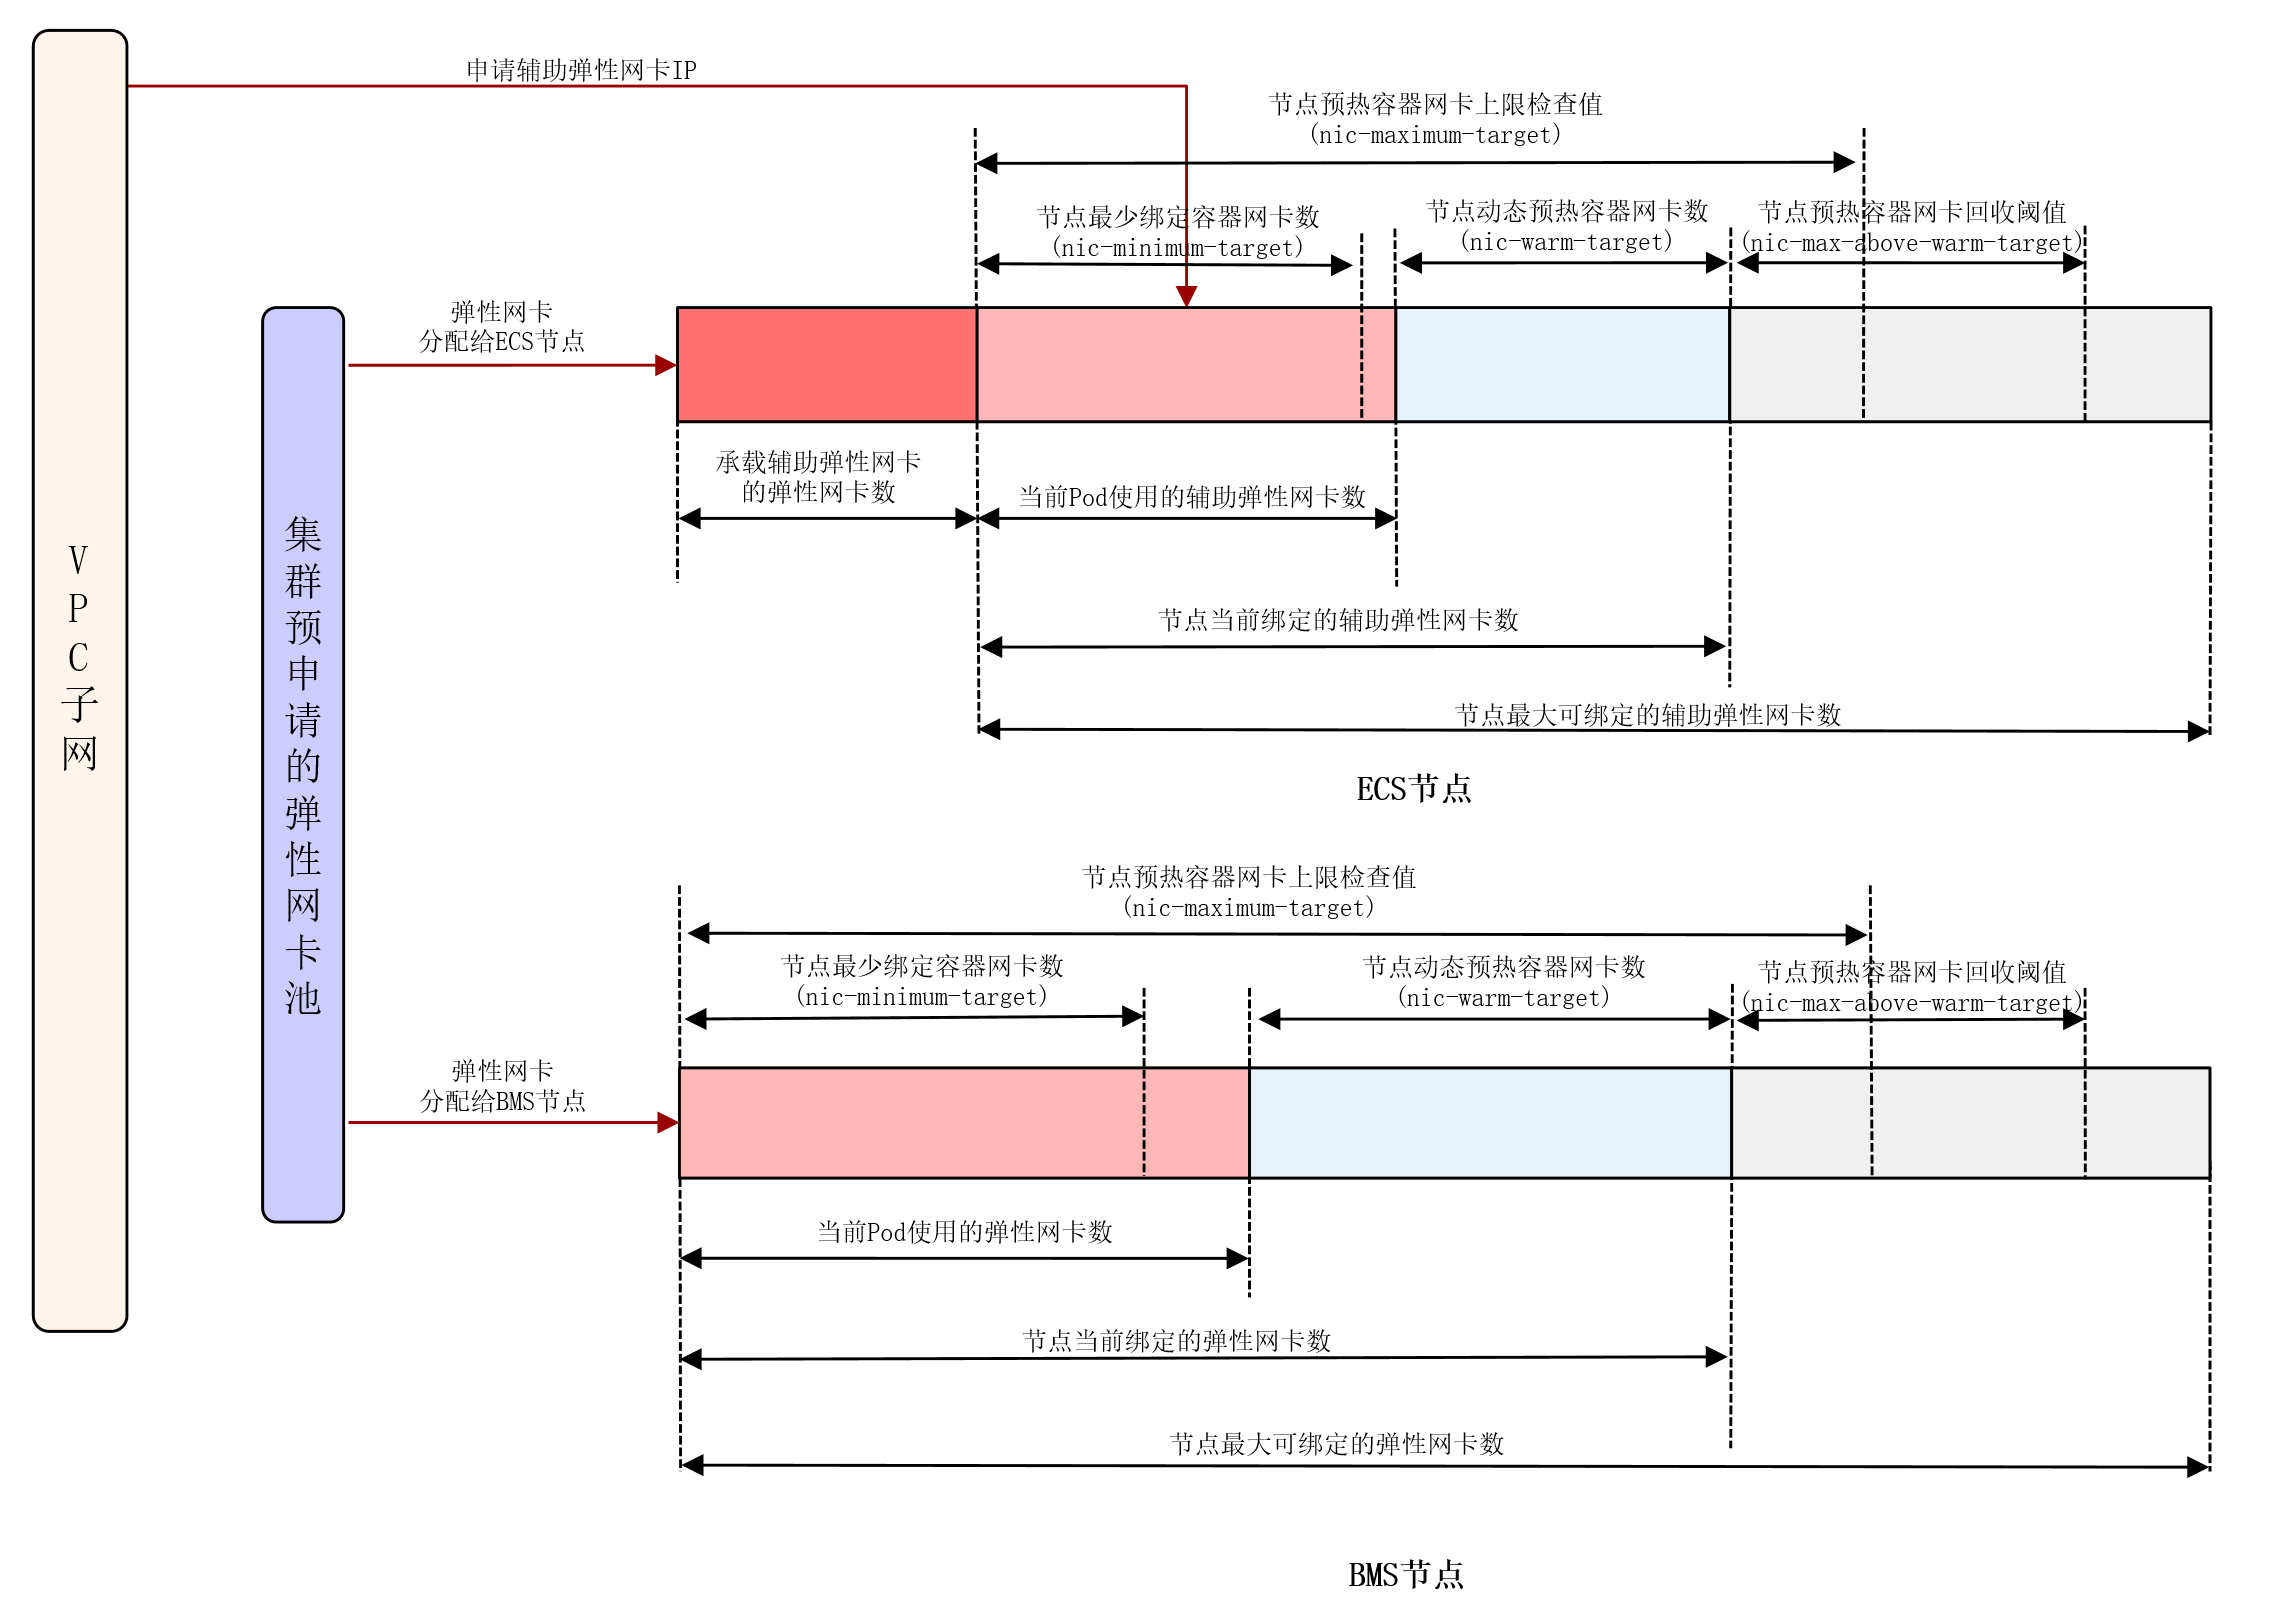 VPC子网
集群预申请的弹性网卡池
申请辅助弹性网卡IP
节点预热容器网卡上限检查值
(nic-maximum-target)
节点最少绑定容器网卡数
(nic-minimum-target)
节点动态预热容器网卡数
(nic-warm-target)
节点预热容器网卡回收阈值
(nic-max-above-warm-target)
弹性网卡
分配给ECS节点
承载辅助弹性网卡
的弹性网卡数
当前Pod使用的辅助弹性网卡数
节点当前绑定的辅助弹性网卡数
节点最大可绑定的辅助弹性网卡数
ECS节点
节点预热容器网卡上限检查值
(nic-maximum-target)
节点最少绑定容器网卡数
(nic-minimum-target)
节点动态预热容器网卡数
(nic-warm-target)
节点预热容器网卡回收阈值
(nic-max-above-warm-target)
弹性网卡
分配给BMS节点
当前Pod使用的弹性网卡数
节点当前绑定的弹性网卡数
节点最大可绑定的弹性网卡数
BMS节点